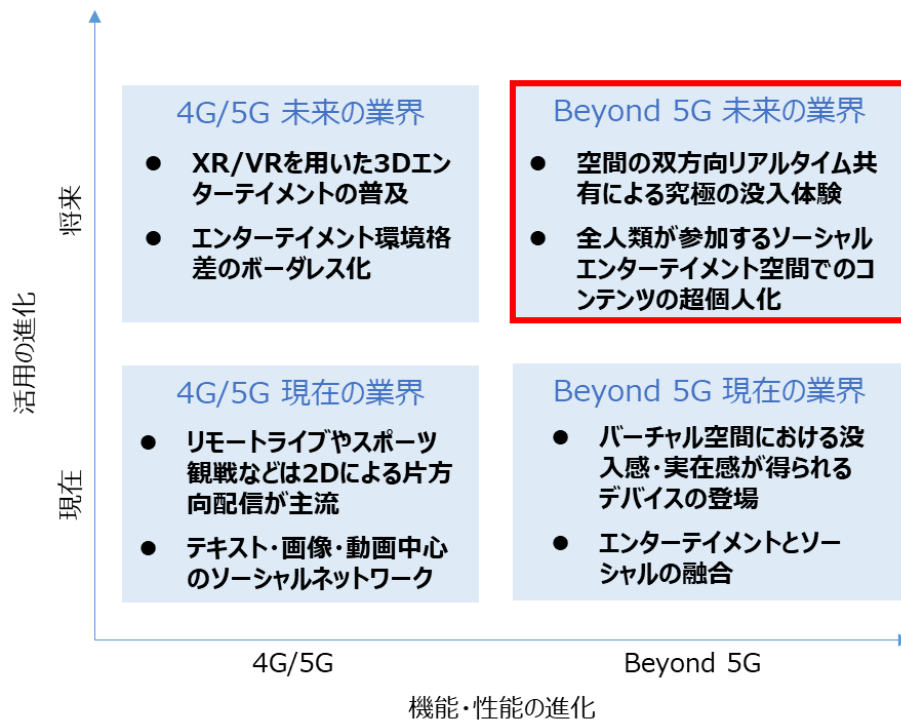 4G/5G 未来の業界
● XR/VRを用いた3Dエン
ターテイメントの普及
● エンターテイメント環境格
差のボーダレス化
Beyond 5G 未来の業界
● 空間の双方向リアルタイム共
有による究極の没入体験
● 全人類が参加するソーシャル
エンターテイメント空間でのコ
ンテンツの超個人化
将来
活用の進化
現在
4G/5G 現在の業界
● リモートライブやスポーツ
観戦などは2Dによる片方
向配信が主流
● テキスト・画像・動画中心
のソーシャルネットワーク
Beyond 5G 現在の業界
● バーチャル空間における没
入感・実在感が得られる
デバイスの登場
● エンターテイメントとソー
シャルの融合
4G/5G
Beyond 5G
機能・性能の進化